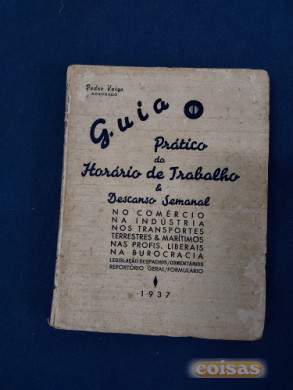 Pedro Veiga
ADVOGADO
Guia
Prático
do
Horário de Trabalho
&
Descanso Semanal
NO COMÉRCIO
NA INDÚSTRIA
NOS TRANSPORTES
TERRESTRES & MARÍTIMOS
NAS PROFIS. LIBERAIS
NA BUROCRACIA
LEGISLAÇÃO/DESPACHOS/COMENTÁRIOS
REPORTÓRIO GERAL/FORMULÁRIO
1937
coisas